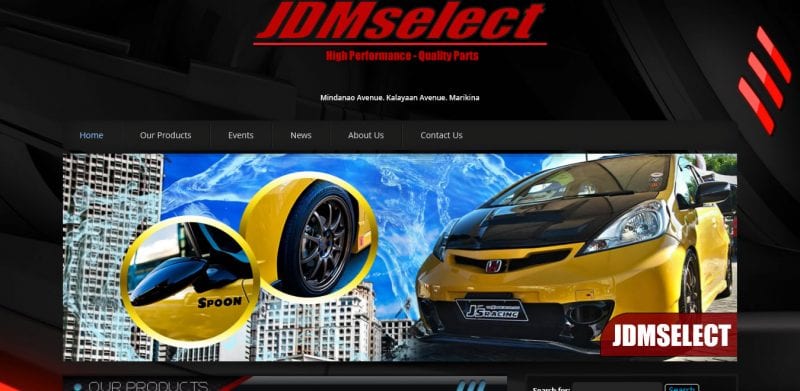 JDMselect
High Performance - Quality Parts
Mindanao Avenue. Kalayaan Avenue. Marikina
Home Our Products Events News About Us Contact Us
SPOON
J'S RACING
JDMSELECT
OUR PRODUCTS
Search for: Search